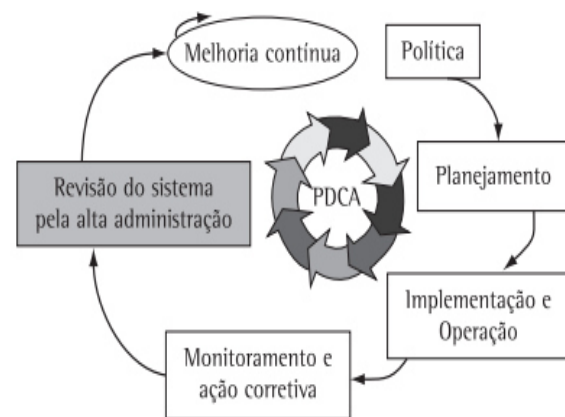 Melhoria contínua
Política
Planejamento
Implementação e
Operação
Monitoramento e
ação corretiva
Revisão do sistema
pela alta administração
PDCA